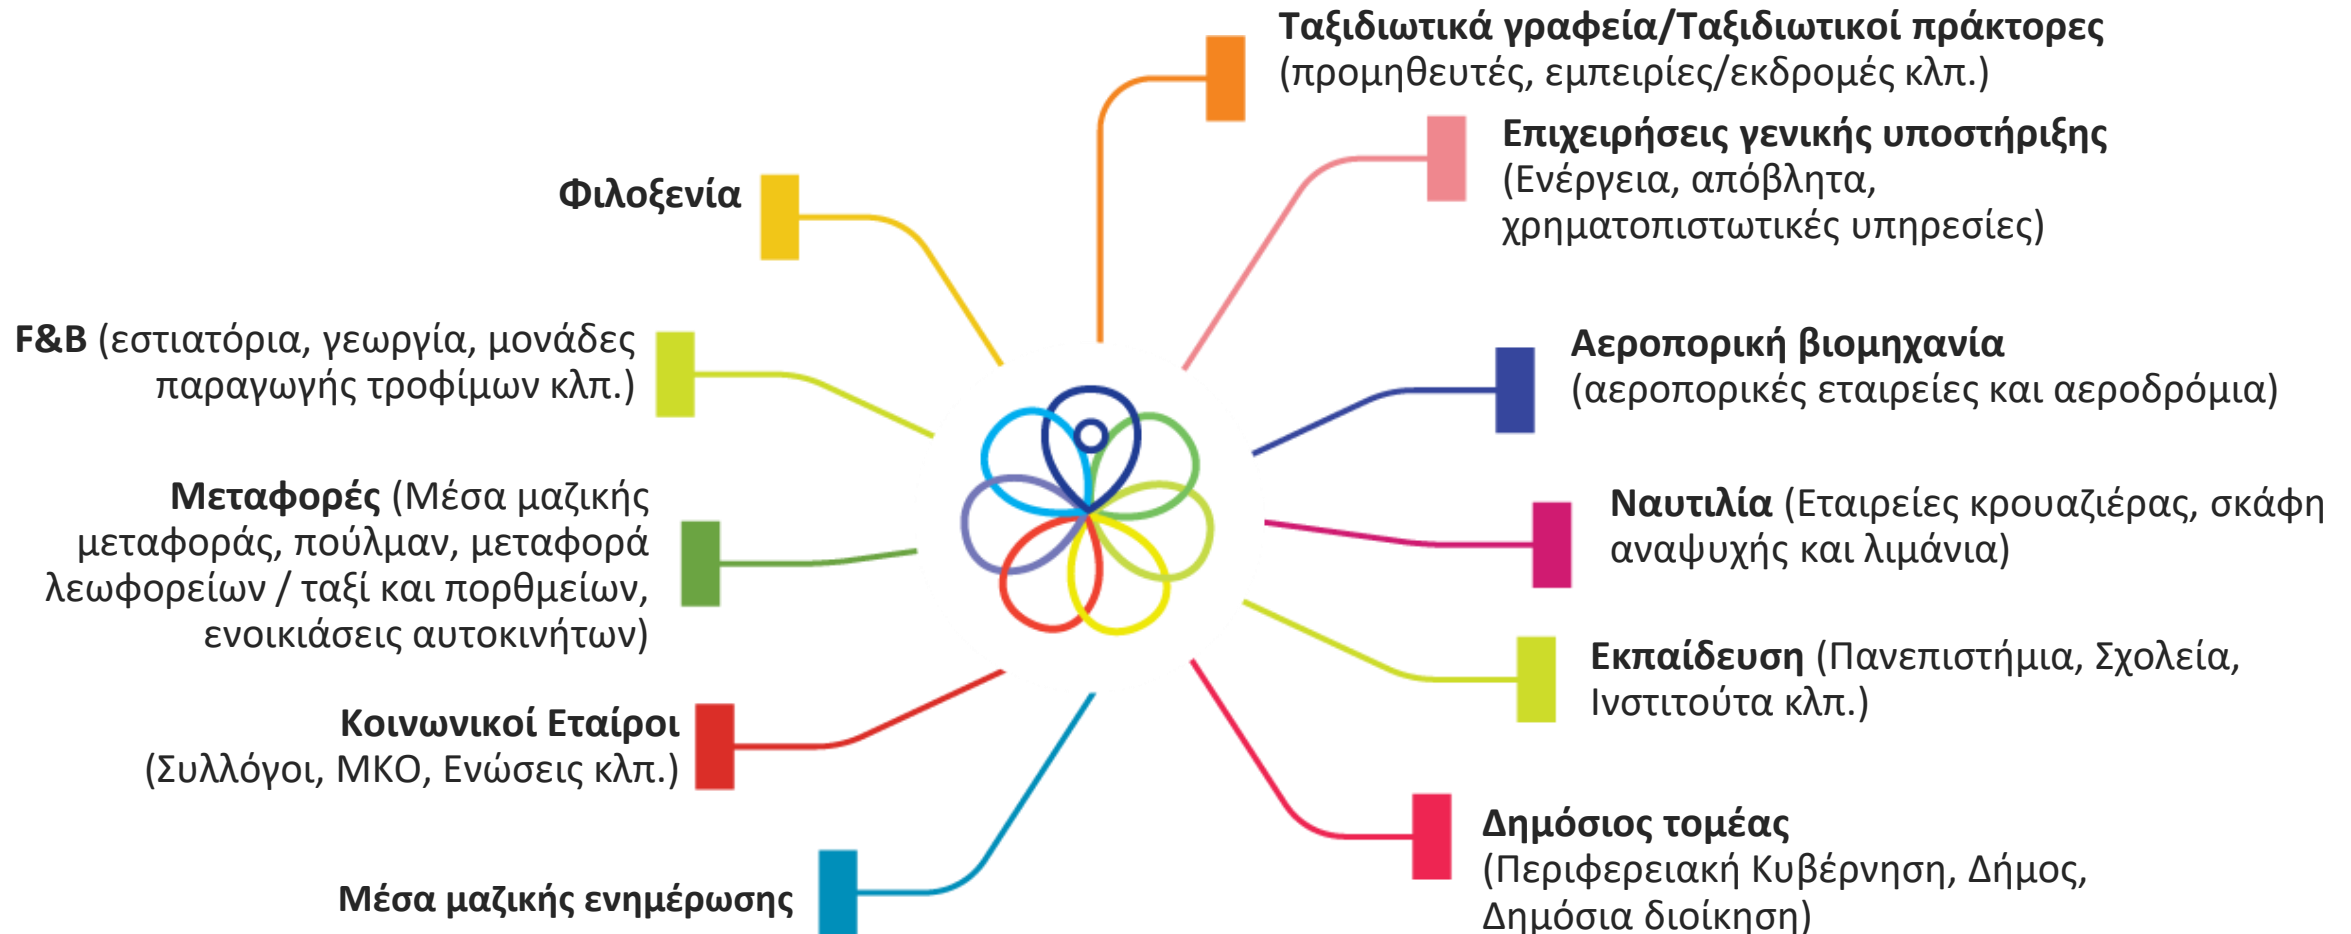 Ταξιδιωτικά γραφεία/Ταξιδιωτικοί πράκτορες
(προμηθευτές, εμπειρίες/εκδρομές κλπ.)
Επιχειρήσεις γενικής υποστήριξης
(Ενέργεια, απόβλητα,
χρηματοπιστωτικές υπηρεσίες)
Αεροπορική βιομηχανία
(αεροπορικές εταιρείες και αεροδρόμια)
Ναυτιλία (Εταιρείες κρουαζιέρας, σκάφη
αναψυχής και λιμάνια)
Εκπαίδευση (Πανεπιστήμια, Σχολεία,
Ινστιτούτα κλπ.)
Δημόσιος τομέας
(Περιφερειακή Κυβέρνηση, Δήμος,
Δημόσια διοίκηση)
Φιλοξενία
F&B (εστιατόρια, γεωργία, μονάδες
παραγωγής τροφίμων κλπ.)
Μεταφορές (Μέσα μαζικής
μεταφοράς, πούλμαν, μεταφορά
λεωφορείων / ταξί και πορθμείων,
ενοικιάσεις αυτοκινήτων)
Κοινωνικοί Εταίροι
(Συλλόγοι, ΜΚΟ, Ενώσεις κλπ.)
Μέσα μαζικής ενημέρωσης